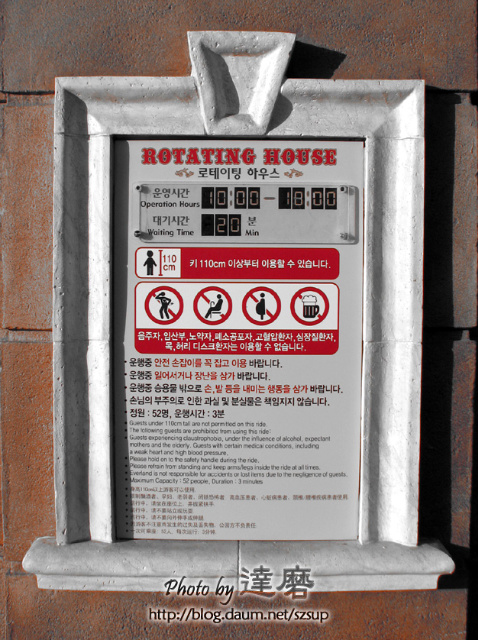 ROTATING HOUSE
로테이팅 하우스
운영시간
Operation Hours
10:00 - 18:00
대기시간
Waiting Time
20 분
Min
110
cm
키 110cm 이상부터 이용할 수 있습니다.
음주자, 임산부, 노약자, 폐소공포자, 고혈압환자, 심장질환자,
목,허리 디스크환자는 이용할 수 없습니다.
• 운행중 안전 손잡이를 꼭 잡고 이용 바랍니다.
• 운행중 일어서거나 장난을 삼가 바랍니다.
• 운행중 승용물 밖으로 손,발 등을 내미는 행동을 삼가 바랍니다.
• 손님의 부주의로 인한 과실 및 분실물은 책임지지 않습니다.
• 정원 : 52명, 운행시간 : 3분
• Guests under 110cm tall are not permitted on this ride.
• The following guests are prohibited from using this ride:
Guests experiencing claustrophobia, under the influence of alcohol, expectant
mothers and the elderly. Guests with certain medical conditions, including
a weak heart and high blood pressure.
• Please hold on to the safety handle during the ride.
• Please refrain from standing and keep arms/legs inside the ride at all times.
• Everland is not responsible for accidents or lost items due to the negligence of guests.
• Maximum Capacity : 52 people, Duration : 3 minutes
Photo by 達磨
http://blog.daum.net/szsup